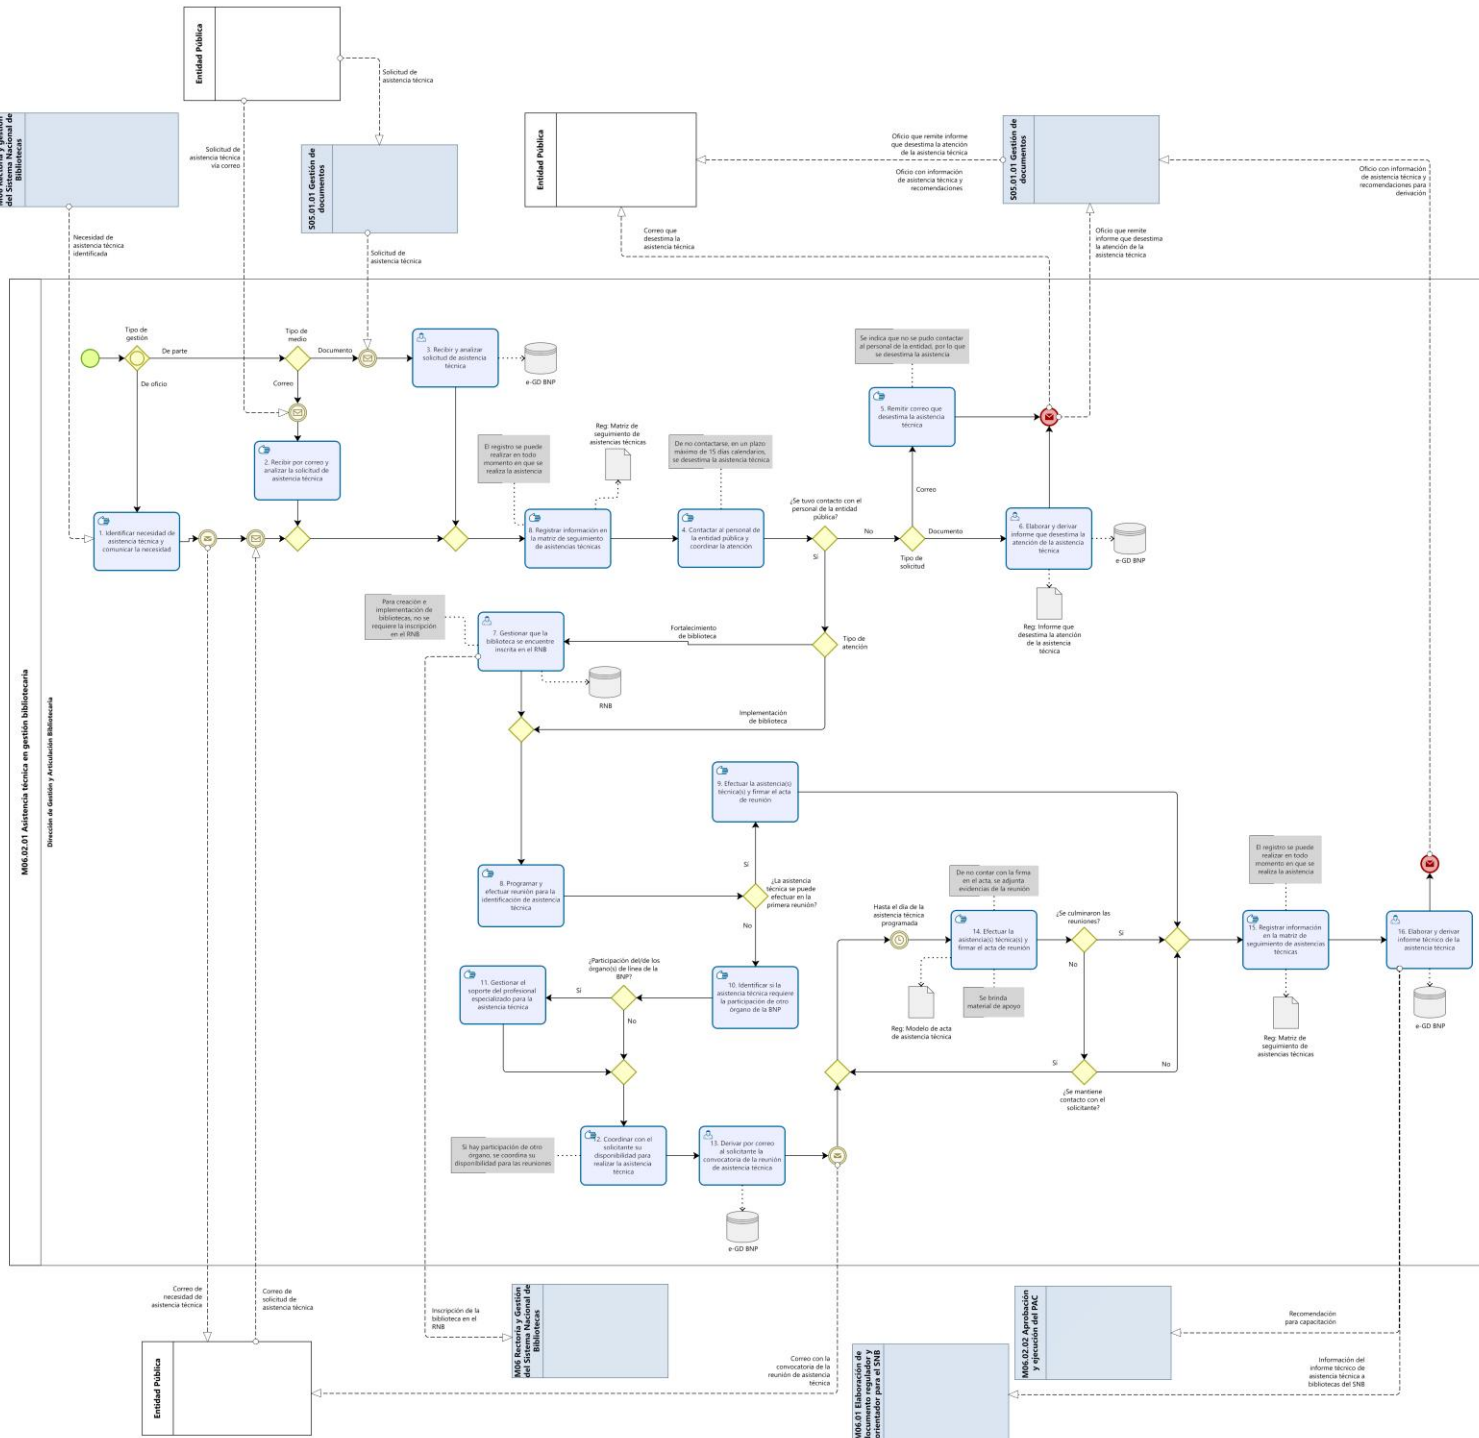 Entidad Pública
Solicitud de
asistencia técnica
M06 Rectoría y gestión
del Sistema Nacional de
Bibliotecas
Solicitud de
asistencia técnica
vía correo
S05.01.01 Gestión de
documentos
Entidad Pública
Oficio que remite informe
que desestima la atención
de la asistencia técnica
Oficio con información
de asistencia técnica y
recomendaciones
S05.01.01 Gestión de
documentos
Oficio con información
de asistencia técnica y
recomendaciones para
derivación
Necesidad de
asistencia técnica
identificada
Solicitud de
asistencia técnica
Correo que
desestima la
asistencia técnica
Oficio que remite
informe que desestima
la atención de la
asistencia técnica
M06.02.01 Asistencia técnica en gestión bibliotecaria
Dirección de Gestión y Articulación Bibliotecaria
Tipo de
gestión
De parte
De oficio
Tipo de
medio
Documento
Correo
3. Recibir y analizar
solicitud de asistencia
técnica
e-GD BNP
2. Recibir por correo y
analizar la solicitud de
asistencia técnica
1. Identificar necesidad de
asistencia técnica y
comunicar la necesidad
El registro se puede
realizar en todo
momento en que se
realiza la asistencia
Reg: Matriz de
seguimiento de
asistencias técnicas
6. Registrar información en
la matriz de seguimiento
de asistencias técnicas
De no contactarse, en un plazo
máximo de 15 días calendarios,
se desestima la asistencia técnica
4. Contactar al personal de
la entidad pública y
coordinar la atención
¿Se tuvo contacto con el
personal de la entidad
pública?
No
Si
Se indica que no se pudo contactar
al personal de la entidad, por lo que
se desestima la asistencia
5. Remitir correo que
desestima la asistencia
técnica
Correo
Documento
Tipo de
solicitud
6. Elaborar y derivar
informe que desestima la
atención de la asistencia
técnica
e-GD BNP
Reg: Informe que
desestima la atención
de la asistencia
técnica
Para creación e
implementación de
bibliotecas, no se
requiere la inscripción
en el RNB
7. Gestionar que la
biblioteca se encuentre
inscrita en el RNB
RNB
Fortalecimiento
de biblioteca
Tipo de
atención
Implementación
de biblioteca
9. Efectuar la asistencia(s)
técnica(s) y firmar el acta
de reunión
Si
8. Programar y
efectuar reunión para la
identificación de asistencia
técnica
¿La asistencia
técnica se puede
efectuar en la
primera reunión?
No
10. Identificar si la
asistencia técnica requiere
la participación de otro
órgano de la BNP
¿Participación del/de los
órgano(s) de línea de la
BNP?
Si
No
11. Gestionar el
soporte del profesional
especializado para la
asistencia técnica
Si hay participación de otro
órgano, se coordina su
disponibilidad para las reuniones
12. Coordinar con el
solicitante su
disponibilidad para
realizar la asistencia
técnica
13. Derivar por correo
al solicitante la
convocatoria de la reunión
de asistencia técnica
e-GD BNP
Hasta el día de la
asistencia técnica
programada
De no contar con la firma
en el acta, se adjunta
evidencias de la reunión
14. Efectuar la
asistencia(s) técnica(s) y
firmar el acta de reunión
Reg: Modelo de acta
de asistencia técnica
Se brinda
material de apoyo
¿Se culminaron las
reuniones?
Si
No
Si
No
¿Se mantiene
contacto con el
solicitante?
El registro se puede
realizar en todo
momento en que se
realiza la asistencia
15. Registrar información
en la matriz de
seguimiento de asistencias
técnicas
Reg: Matriz de
seguimiento de
asistencias técnicas
16. Elaborar y derivar
informe técnico de la
asistencia técnica
e-GD BNP
Correo de
necesidad de
asistencia técnica
Correo de
solicitud de
asistencia técnica
Entidad Pública
Inscripción de la
biblioteca en el
RNB
M06 Rectoría y Gestión
del Sistema Nacional de
Bibliotecas
Correo con la
convocatoria de la
reunión de asistencia
técnica
M06.01 Elaboración de
documento regulador y
orientador para el SNB
M06.02.02 Aprobación
y ejecución del PAC
Recomendación
para capacitación
Información del
informe técnico de
asistencia técnica a
bibliotecas del SNB